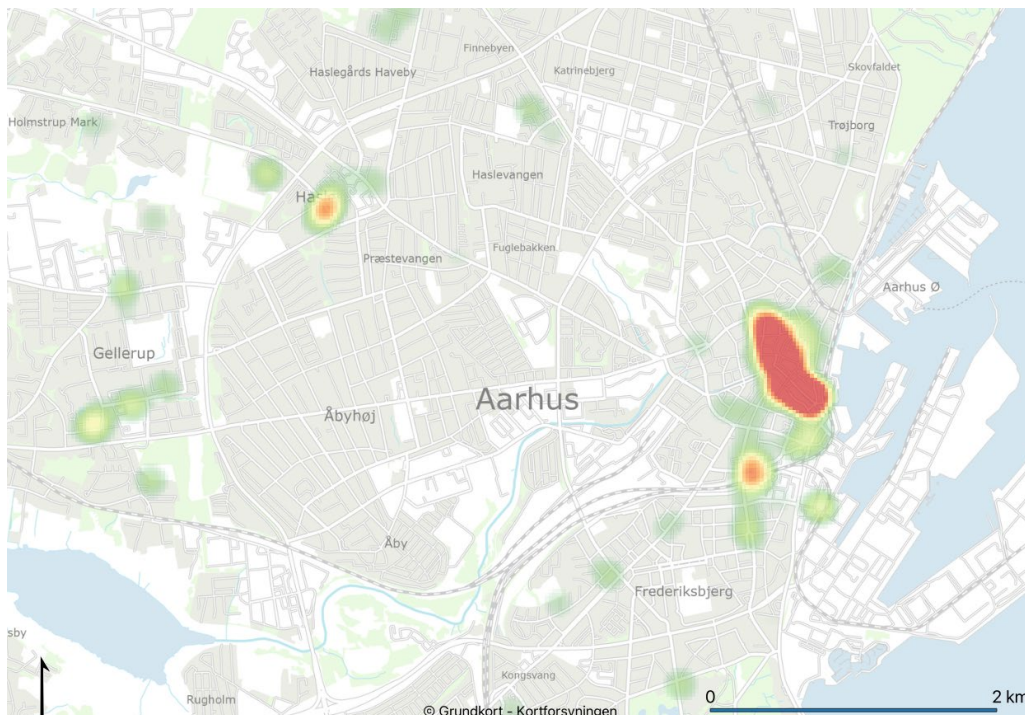 Finnebyen
Haslegårds Haveby
Katrinebjerg
Skovfaldet
Holmstrup Mark
Trøjborg
Haslevangen
Fuglebakken
Præstevangen
Aarhus Ø
Gellerup
Aarhus
Åbyhøj
Åby
Frederiksbjerg
sby
Kongsvang
Rugholm
0
2 km
© Grundkort - Kortforsyningen